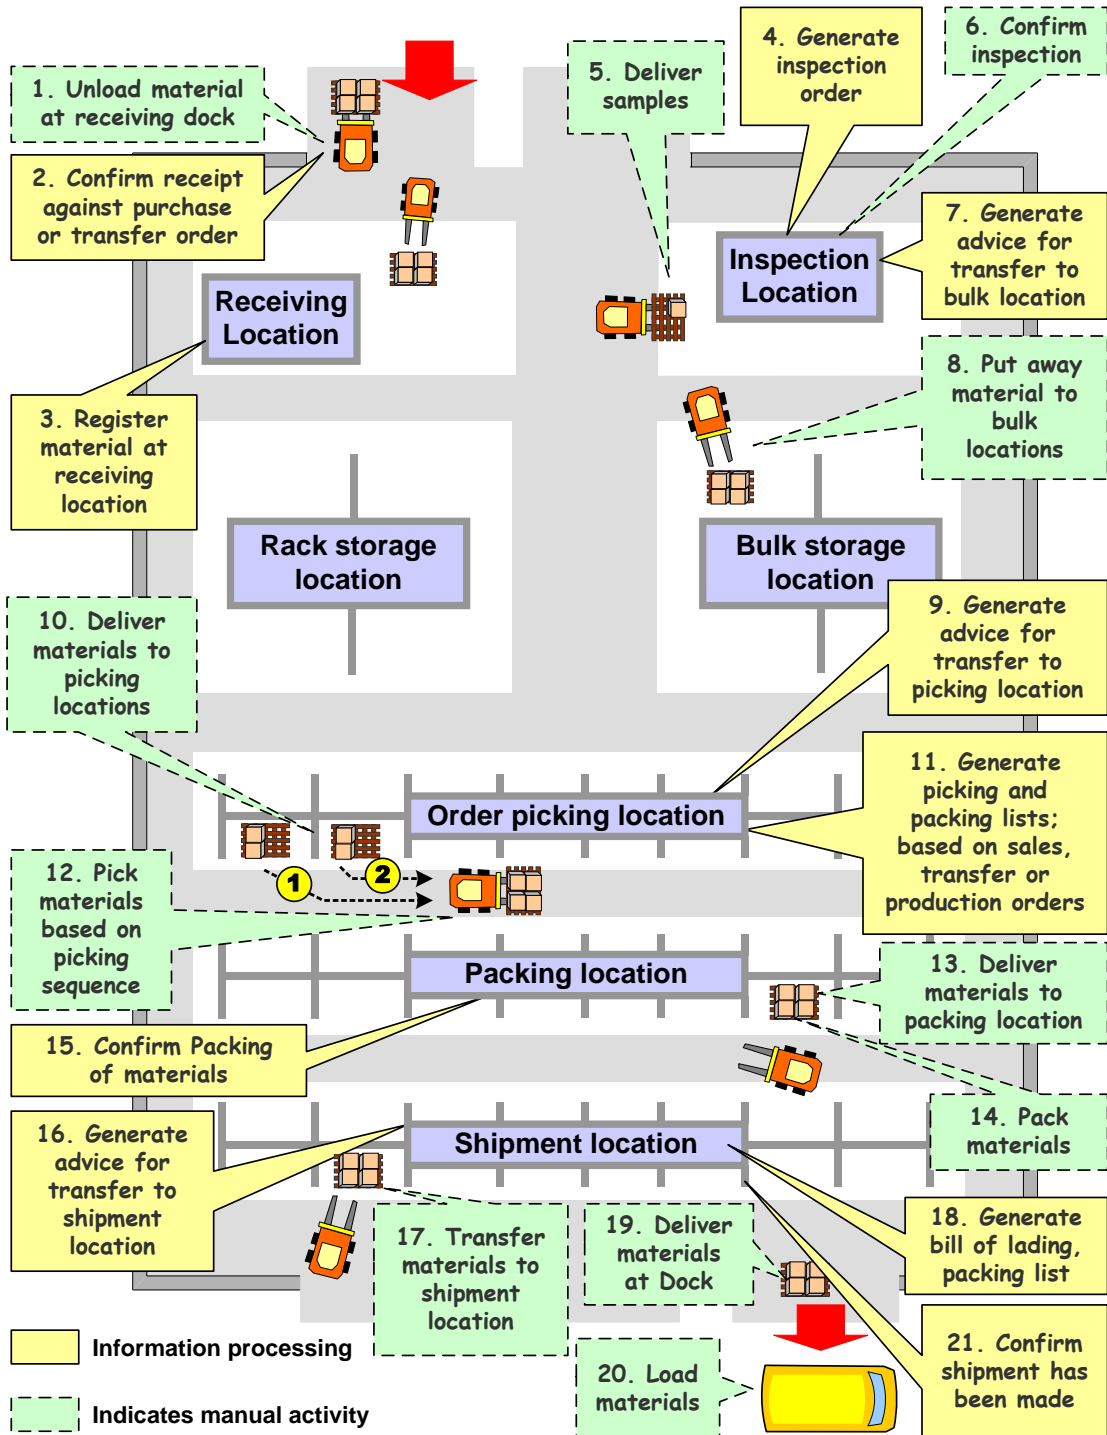 1. Unload material
at receiving dock
2. Confirm receipt
against purchase
or transfer order
5. Deliver
samples
4. Generate
inspection
order
6. Confirm
inspection
7. Generate
advice for
transfer to
bulk location
Receiving
Location
Inspection
Location
3. Register
material at
receiving
location
8. Put away
material to
bulk
locations
Rack storage
location
Bulk storage
location
10. Deliver
materials to
picking
locations
9. Generate
advice for
transfer to
picking location
Order picking location
11. Generate
picking and
packing lists;
based on sales,
transfer or
production orders
1
2
12. Pick
materials
based on
picking
sequence
Packing location
13. Deliver
materials to
packing location
15. Confirm Packing
of materials
14. Pack
materials
16. Generate
advice for
transfer to
shipment
location
Shipment location
17. Transfer
materials to
shipment
location
19. Deliver
materials
at Dock
18. Generate
bill of lading,
packing list
20. Load
materials
21. Confirm
shipment has
been made
Information processing
Indicates manual activity